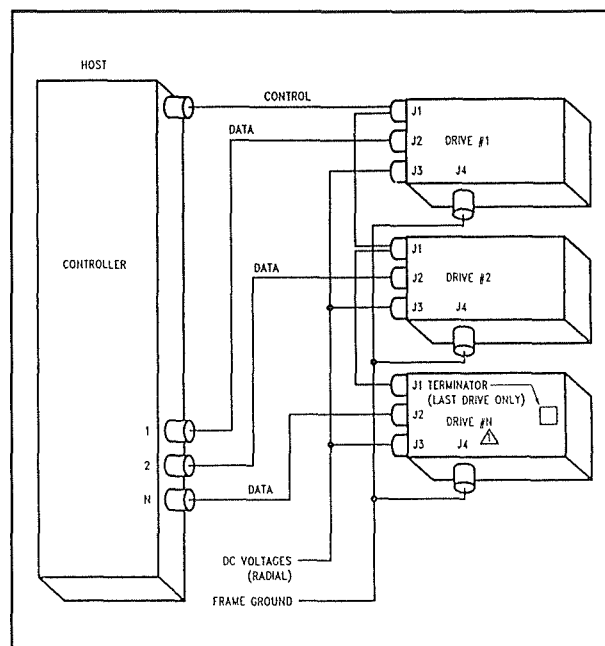 HOST
CONTROLLER
CONTROL
DATA
J1
J2 DRIVE #1
J3 J4
J1
DATA
J2 DRIVE #2
J3 J4
J1 TERMINATOR
(LAST DRIVE ONLY)
J2
DRIVE #N
1
J3 J4
1
2
N
DATA
DC VOLTAGES
(RADIAL)
FRAME GROUND